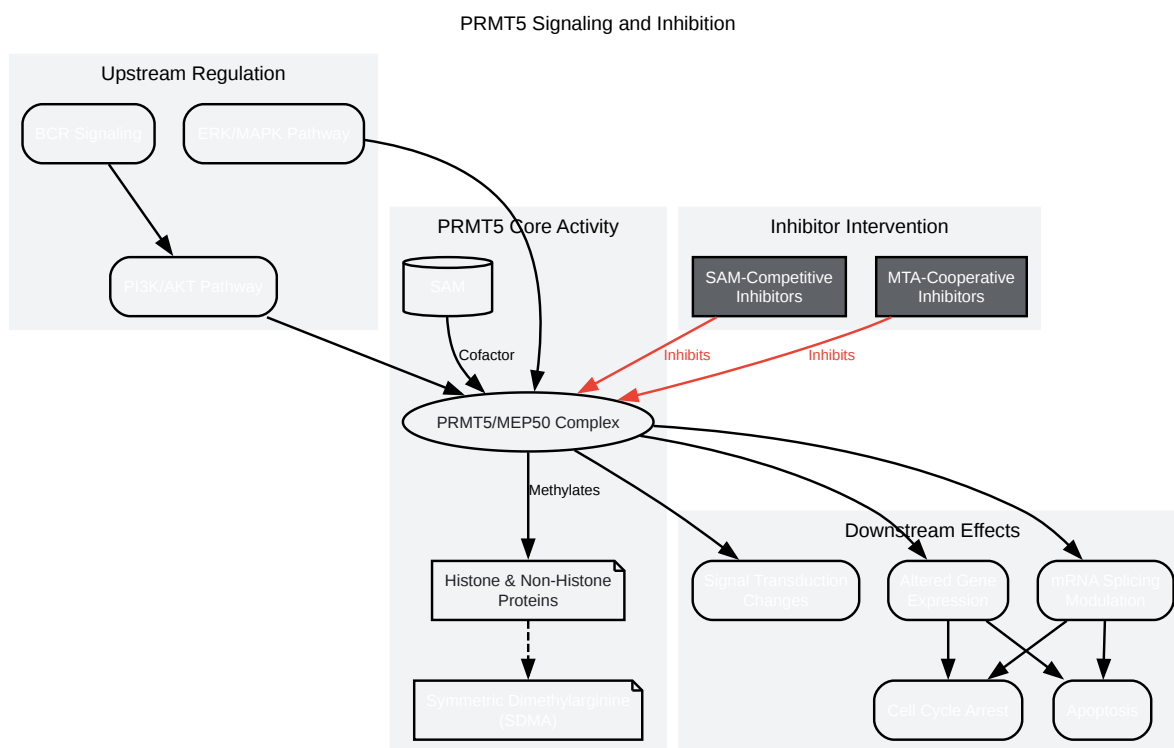 PRMT5 Signaling and Inhibition
Upstream Regulation
BCR Signaling
ERK/MAPK Pathway
PI3K/AKT Pathway
PRMT5 Core Activity
SAM
Cofactor
Inhibitor Intervention
SAM-Competitive
Inhibitors
MTA-Cooperative
Inhibitors
Inhibits
Inhibits
PRMT5/MEP50 Complex
Methylates
Histone & Non-Histone
Proteins
Symmetric Dimethylarginine
(SDMA)
Downstream Effects
Signal Transduction
Changes
Altered Gene
Expression
mRNA Splicing
Modulation
Cell Cycle Arrest
Apoptosis